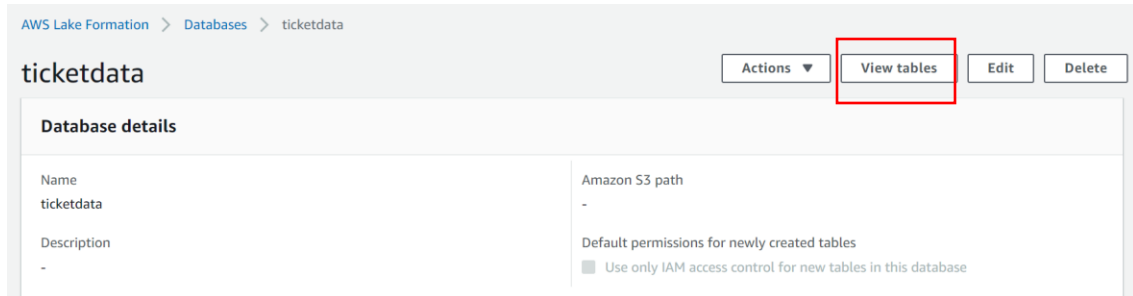 AWS Lake Formation > Databases > ticketdata
ticketdata
Actions ▼ View tables Edit Delete
Database details
Name
ticketdata
Description
-
Amazon S3 path
-
Default permissions for newly created tables
Use only IAM access control for new tables in this database